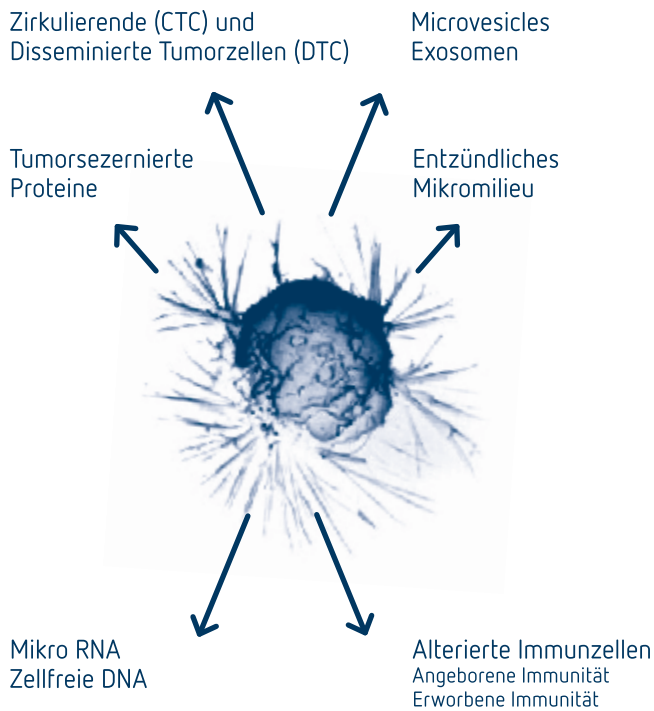 Zirkulierende (CTC) und
Disseminierte Tumorzellen (DTC)
Microvesicles
Exosomen
Tumorsezernierte
Proteine
Entzündliches
Mikromilieu
Mikro RNA
Zellfreie DNA
Alterierte Immunzellen
Angeborene Immunität
Erworbene Immunität